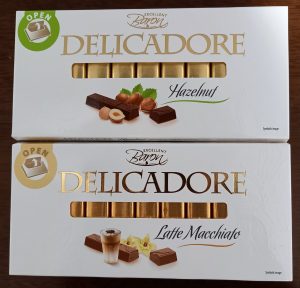 OPEN
EXCELLENT
Baron
DELICADORE
Hazelnut
OPEN
EXCELLENT
Baron
DELICADORE
Latte Macchiato